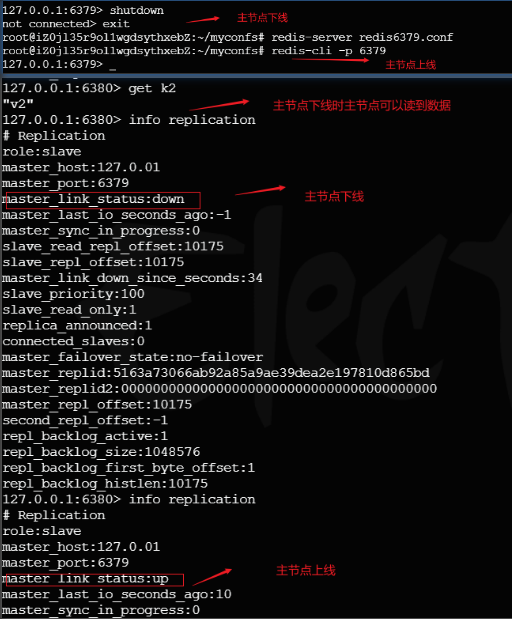 127.0.0.1:6379> shutdown
not connected> exit
主节点下线
root@iZ0jl35r9ol1wgdsythxebZ:~/myconfs# redis-server redis6379.conf
root@iZ0jl35r9ol1wgdsythxebZ:~/myconfs# redis-cli -p 6379
127.0.0.1:6379> _
主节点上线
127.0.0.1:6380> get k2
"v2"
主节点下线时主节点可以读到数据
127.0.0.1:6380> info replication
# Replication
role:slave
master_host:127.0.01
master_port:6379
master_link_status:down
主节点下线
master_last_io_seconds_ago:-1
master_sync_in_progress:0
slave_read_repl_offset:10175
slave_repl_offset:10175
master_link_down_since_seconds:34
slave_priority:100
slave_read_only:1
replica_announced:1
connected_slaves:0
master_failover_state:no-failover
master_replid:5163a73066ab92a85a9ae39dea2e197810d865bd
master_replid2:0000000000000000000000000000000000000000
master_repl_offset:10175
second_repl_offset:-1
repl_backlog_active:1
repl_backlog_size:1048576
repl_backlog_first_byte_offset:1
repl_backlog_histlen:10175
127.0.0.1:6380> info replication
# Replication
role:slave
master_host:127.0.01
master_port:6379
master_link_status:up
主节点上线
master_last_io_seconds_ago:10
master_sync_in_progress:0